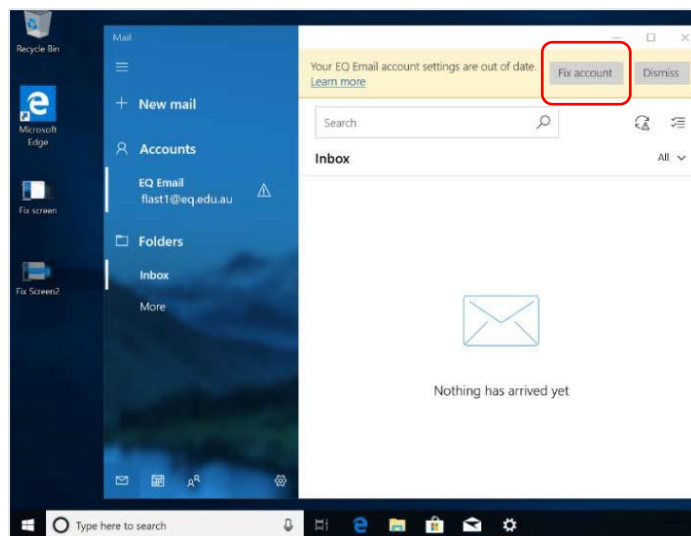 Recycle Bin
Microsoft
Edge
Fix screen
Fix Screen2
Mail
New mail
Accounts
EQ Email
flast1@eq.edu.au
Folders
Inbox
More
Your EQ Email account settings are out of date.
Learn more
Fix account
Dismiss
Search
Inbox
All
Nothing has arrived yet
Type here to search